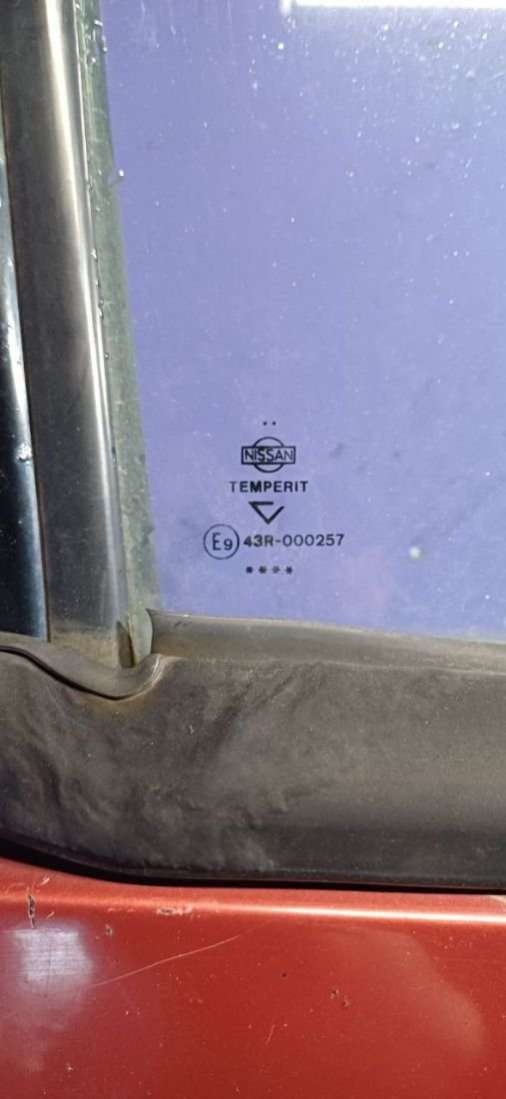 NISSAN
TEMPERIT
E9 43R-000257